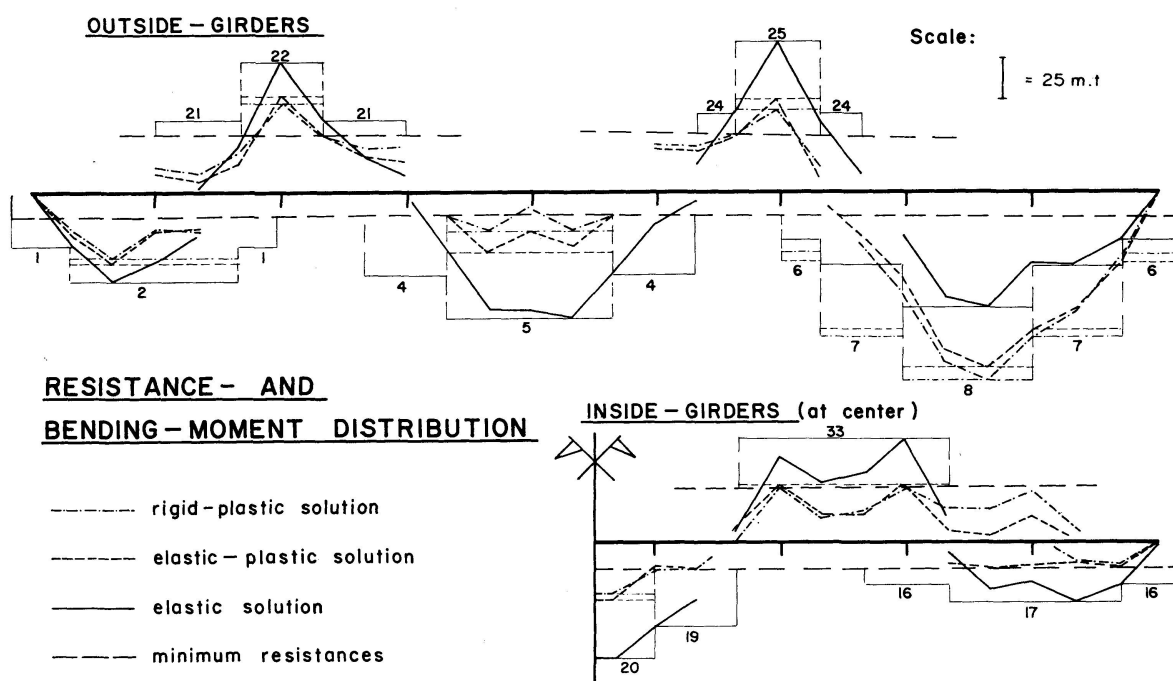 OUTSIDE-GIRDERS
Scale:
= 25 m.t
22
25
21
21
24
24
1
2
1
4
5
4
6
7
8
7
6
RESISTANCE- AND
BENDING-MOMENT DISTRIBUTION
rigid-plastic solution
elastic-plastic solution
elastic solution
minimum resistances
INSIDE-GIRDERS (at center)
33
20
19
16
17
16